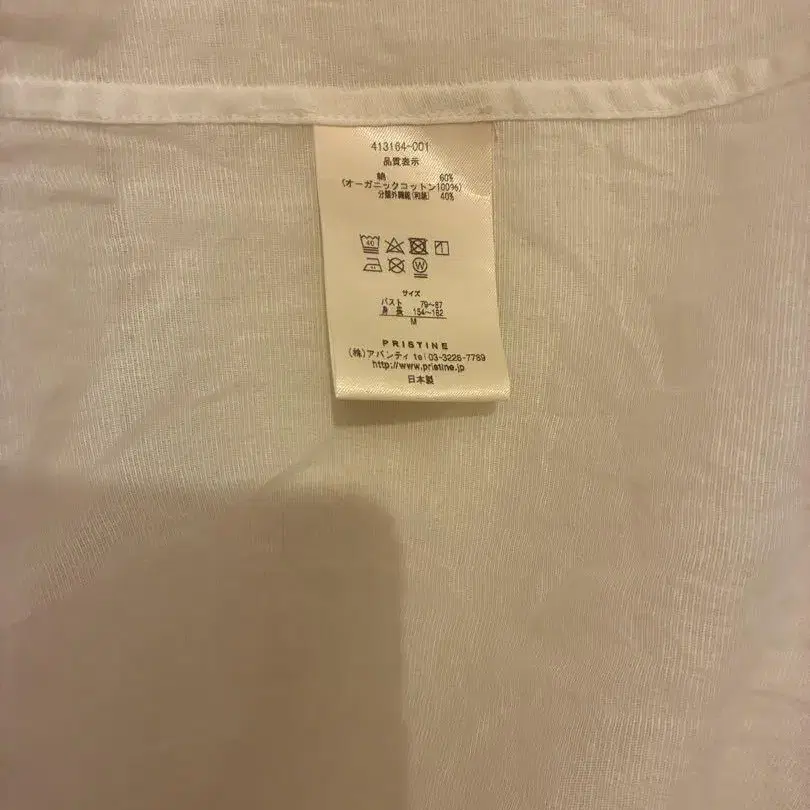 413164-001
品質表示
綿 60%
(オーガニックコットン100%)
分類外繊維(和紙) 40%
40
サイズ
バスト 79~87
身長 154~162
M
PRISTINE
(株)アバンティ tel 03-3226-7789
http://www.pristine.jp
日本製